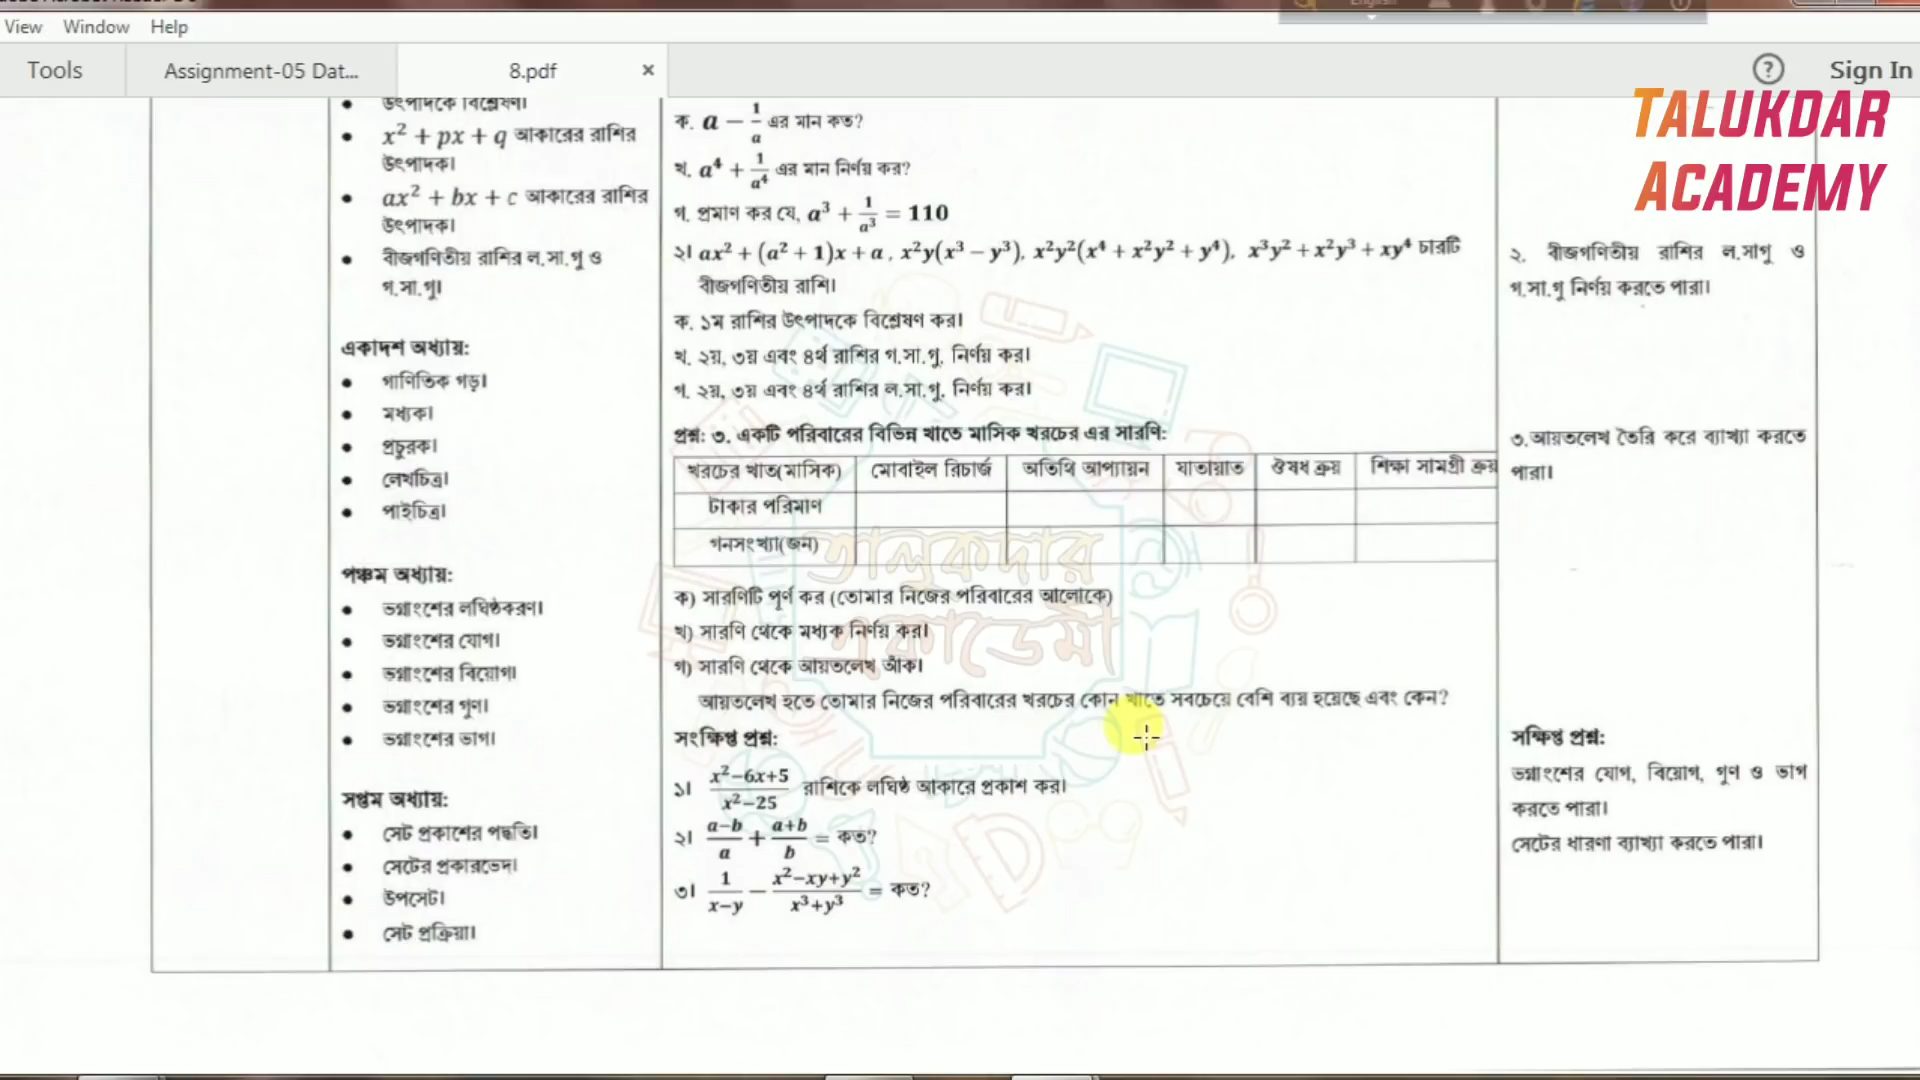 View Window Help
Tools Assignment-05 Dat... 8.pdf × ? Sign In
TALUKDAR
ACADEMY
উৎপাদকে বিশ্লেষণ।
• x² + px + q আকারের রাশির
উৎপাদক।
• ax² + bx + c আকারের রাশির
উৎপাদক।
• বীজগণিতীয় রাশির ল.সা.গু ও
গ.সা.গু।
একাদশ অধ্যায়:
• গাণিতিক গড়।
• মধ্যক।
• প্রচুরক।
• লেখচিত্র।
• পাইচিত্র।
পঞ্চম অধ্যায়:
• ভগ্নাংশের লঘিষ্ঠকরণ।
• ভগ্নাংশের যোগ।
• ভগ্নাংশের বিয়োগ।
• ভগ্নাংশের গুণ।
• ভগ্নাংশের ভাগ।
সপ্তম অধ্যায়:
• সেট প্রকাশের পদ্ধতি।
• সেটের প্রকারভেদ।
• উপসেট।
• সেট প্রক্রিয়া।
ক. a − 1/a এর মান কত?
খ. a⁴ + 1/a⁴ এর মান নির্ণয় কর?
গ. প্রমাণ কর যে, a³ + 1/a³ = 110
২। ax² + (a² + 1)x + a , x²y(x³ − y³), x²y²(x⁴ + x²y² + y⁴), x³y² + x²y³ + xy⁴ চারটি
বীজগণিতীয় রাশি।
ক. ১ম রাশির উৎপাদকে বিশ্লেষণ কর।
খ. ২য়, ৩য় এবং ৪র্থ রাশির গ.সা.গু. নির্ণয় কর।
গ. ২য়, ৩য় এবং ৪র্থ রাশির ল.সা.গু. নির্ণয় কর।
প্রশ্ন: ৩. একটি পরিবারের বিভিন্ন খাতে মাসিক খরচের এর সারণি:
খরচের খাত(মাসিক) মোবাইল রিচার্জ অতিথি আপ্যায়ন যাতায়াত ঔষধ ক্রয় শিক্ষা সামগ্রী ক্রয়
টাকার পরিমাণ
গনসংখ্যা(জন)
ক) সারণিটি পূর্ণ কর (তোমার নিজের পরিবারের আলোকে)
খ) সারণি থেকে মধ্যক নির্ণয় কর।
গ) সারণি থেকে আয়তলেখ আঁক।
আয়তলেখ হতে তোমার নিজের পরিবারের খরচের কোন খাতে সবচেয়ে বেশি ব্যয় হয়েছে এবং কেন?
সংক্ষিপ্ত প্রশ্ন:
১। x²−6x+5/x²−25 রাশিকে লঘিষ্ঠ আকারে প্রকাশ কর।
২। a−b/a + a+b/b = কত?
৩। 1/x−y − x²−xy+y²/x³+y³ = কত?
২. বীজগণিতীয় রাশির ল.সাগু ও
গ.সা.গু নির্ণয় করতে পারা।
৩.আয়তলেখ তৈরি করে ব্যাখ্যা করতে
পারা।
সক্ষিপ্ত প্রশ্ন:
ভগ্নাংশের যোগ, বিয়োগ, গুণ ও ভাগ
করতে পারা।
সেটের ধারণা ব্যাখ্যা করতে পারা।
তালুকদার
একাডেমী